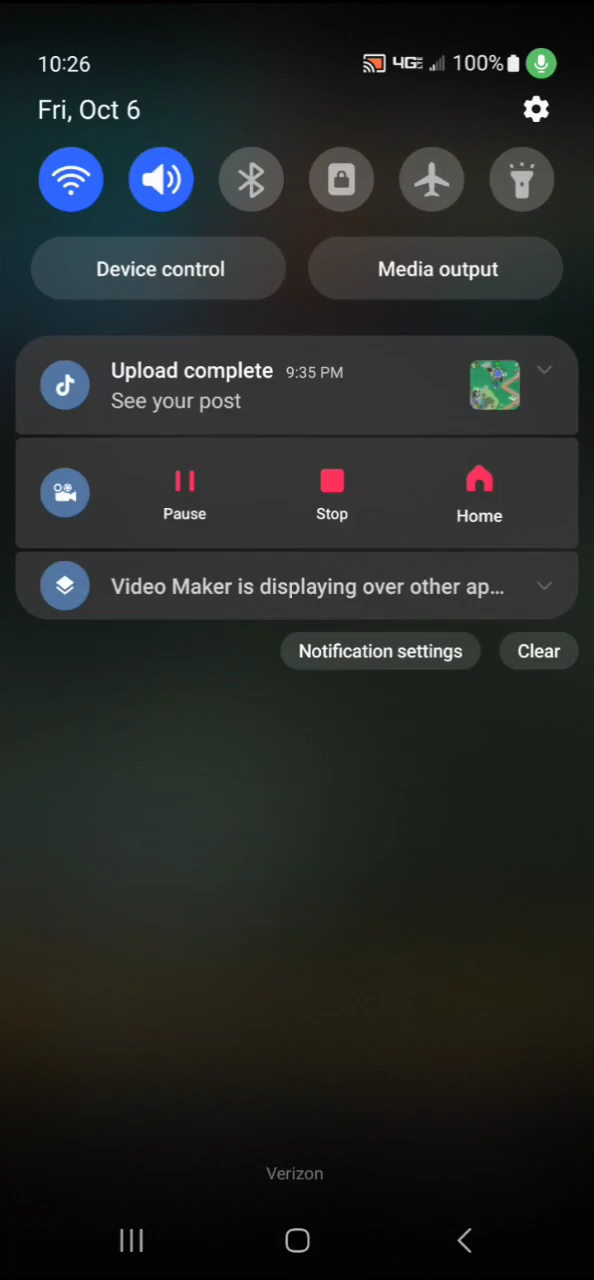 10:26 4GE 100%
Fri, Oct 6
Device control Media output
Upload complete 9:35 PM
See your post
Pause Stop Home
Video Maker is displaying over other ap...
Notification settings Clear
Verizon